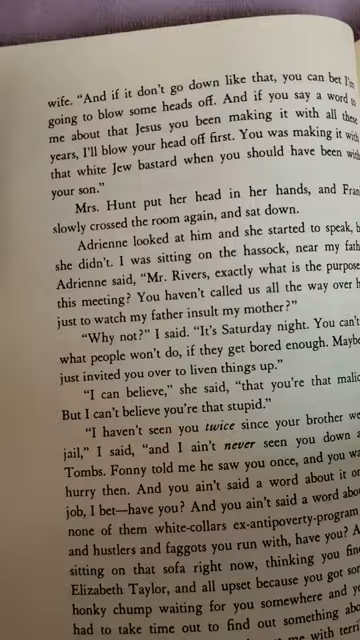 wife. “And if it don't go down like that, you can bet I'm
going to blow some heads off. And if you say a word to
me about that Jesus you been making it with all these
years, I'll blow your head off first. You was making it with
that white Jew bastard when you should have been with
your son.”
Mrs. Hunt put her head in her hands, and Fran
slowly crossed the room again, and sat down.
Adrienne looked at him and she started to speak, b
she didn't. I was sitting on the hassock, near my fath
Adrienne said, “Mr. Rivers, exactly what is the purpose
this meeting? You haven't called us all the way over h
just to watch my father insult my mother?”
“Why not?” I said. “It's Saturday night. You can't
what people won't do, if they get bored enough. Maybe
just invited you over to liven things up.”
“I can believe,” she said, “that you're that malic
But I can't believe you're that stupid.”
“I haven't seen you twice since your brother we
jail,” I said, “and I ain't never seen you down a
Tombs. Fonny told me he saw you once, and you wa
hurry then. And you ain't said a word about it or
job, I bet—have you? And you ain't said a word abou
none of them white-collars ex-antipoverty-program
and hustlers and faggots you run with, have you? A
sitting on that sofa right now, thinking you fine
Elizabeth Taylor, and all upset because you got som
honky chump waiting for you somewhere and yo
had to take time out to find out something abo
me with terri